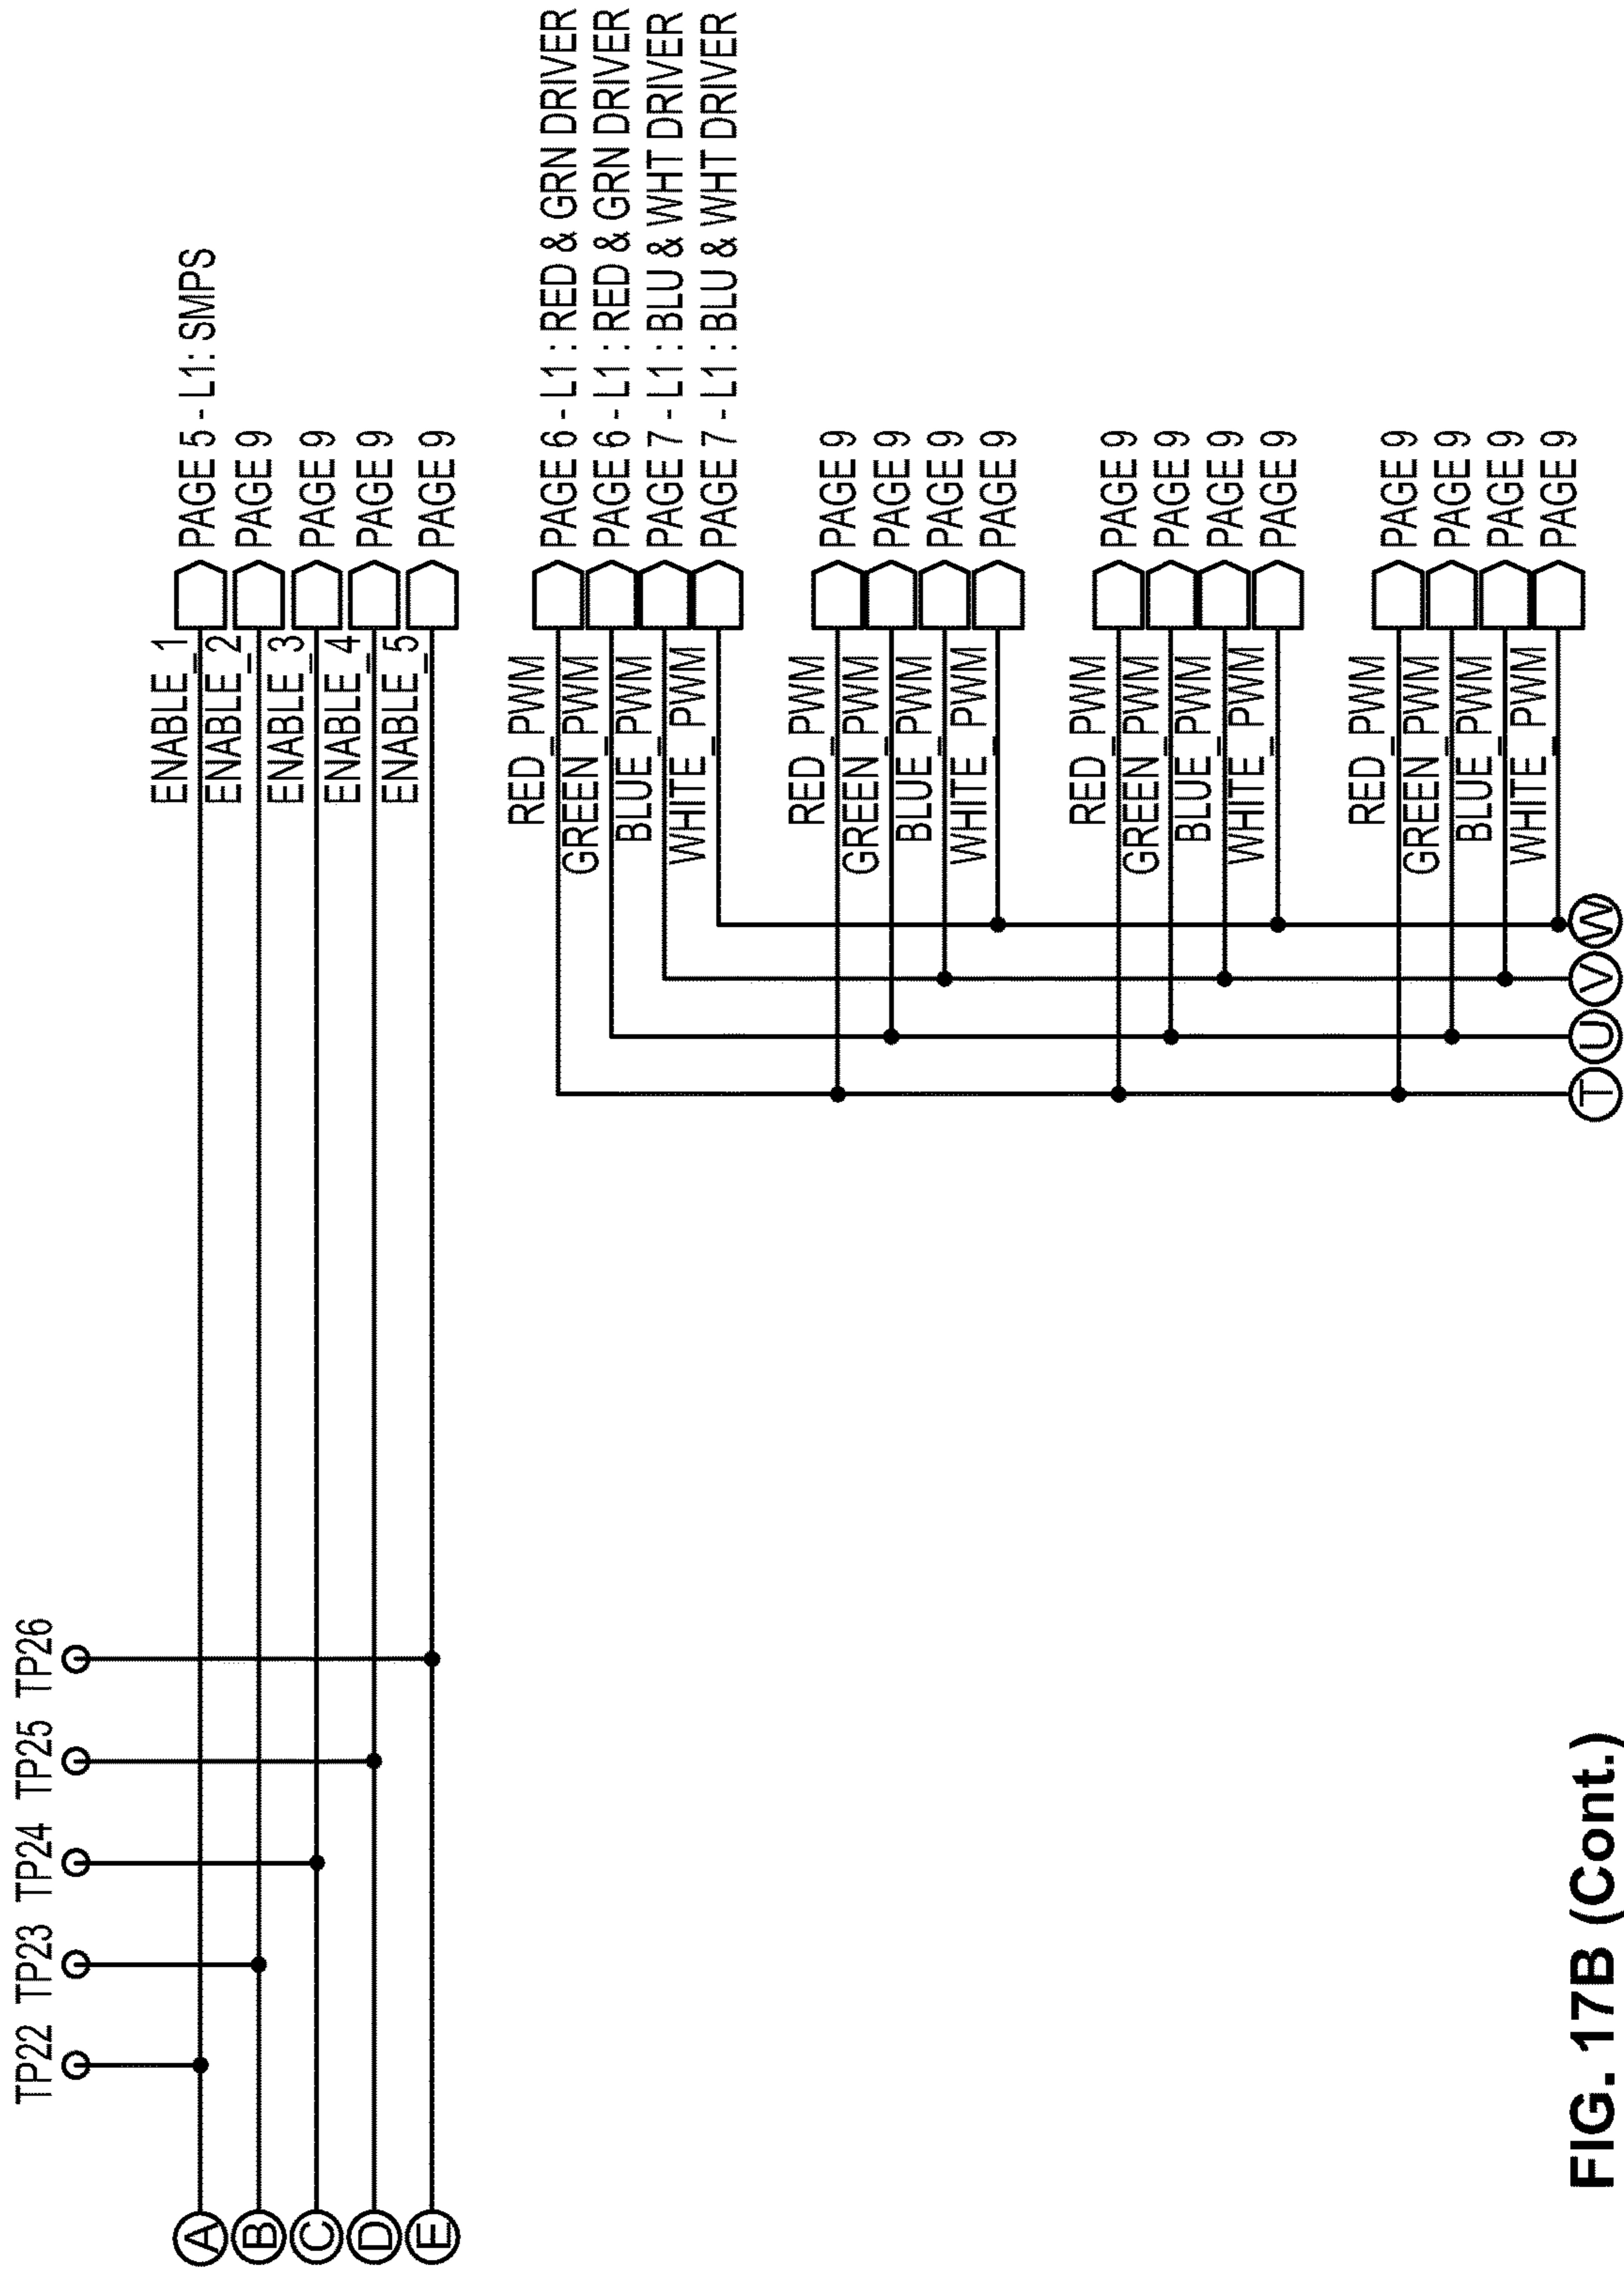 TP22 TP23 TP24 TP25 TP26
A
ENABLE_1
PAGE 5 - L1: SMPS
B
ENABLE_2
PAGE 9
C
ENABLE_3
PAGE 9
D
ENABLE_4
PAGE 9
E
ENABLE_5
PAGE 9
RED_PWM
PAGE 6 - L1 : RED & GRN DRIVER
GREEN_PWM
PAGE 6 - L1 : RED & GRN DRIVER
BLUE_PWM
PAGE 7 - L1 : BLU & WHT DRIVER
WHITE_PWM
PAGE 7 - L1 : BLU & WHT DRIVER
RED_PWM
PAGE 9
GREEN_PWM
PAGE 9
BLUE_PWM
PAGE 9
WHITE_PWM
PAGE 9
RED_PWM
PAGE 9
GREEN_PWM
PAGE 9
BLUE_PWM
PAGE 9
WHITE_PWM
PAGE 9
RED_PWM
PAGE 9
GREEN_PWM
PAGE 9
BLUE_PWM
PAGE 9
WHITE_PWM
PAGE 9
T U V W
FIG. 17B (Cont.)